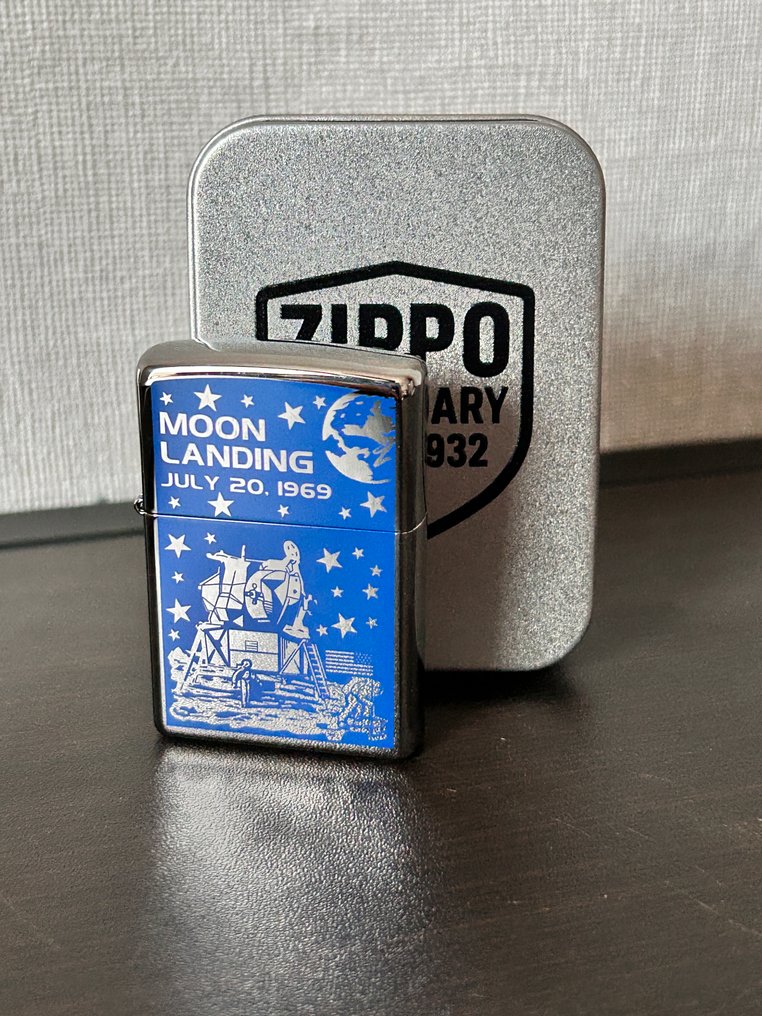 ZIPPO
ARY
932
MOON
LANDING
JULY 20, 1969